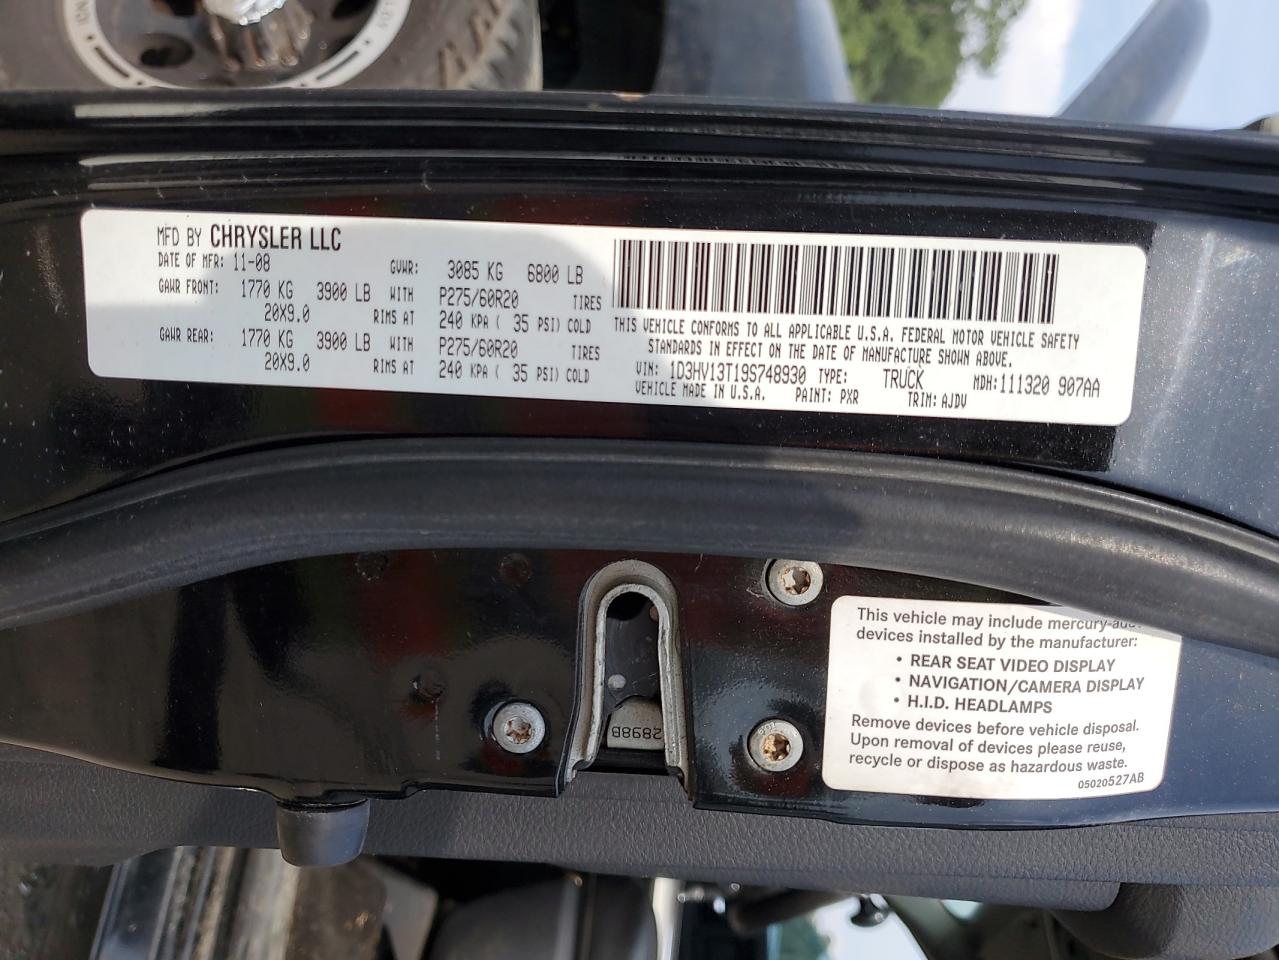 MFD BY CHRYSLER LLC
DATE OF MFR: 11-08 GVWR: 3085 KG 6800 LB
GAWR FRONT: 1770 KG 3900 LB WITH P275/60R20 TIRES
20X9.0 RIMS AT 240 KPA ( 35 PSI) COLD
GAWR REAR: 1770 KG 3900 LB WITH P275/60R20 TIRES
20X9.0 RIMS AT 240 KPA ( 35 PSI) COLD
THIS VEHICLE CONFORMS TO ALL APPLICABLE U.S.A. FEDERAL MOTOR VEHICLE SAFETY
STANDARDS IN EFFECT ON THE DATE OF MANUFACTURE SHOWN ABOVE.
VIN: 1D3HV13T19S748930 TYPE: TRUCK MDH: 111320 907AA
VEHICLE MADE IN U.S.A. PAINT: PXR TRIM: AJDV
This vehicle may include
devices installed by the manufacturer:
• REAR SEAT VIDEO DISPLAY
• NAVIGATION/CAMERA DISPLAY
• H.I.D. HEADLAMPS
Remove devices before vehicle disposal.
Upon removal of devices please reuse,
recycle or dispose as hazardous waste.
05020527AB
2898B